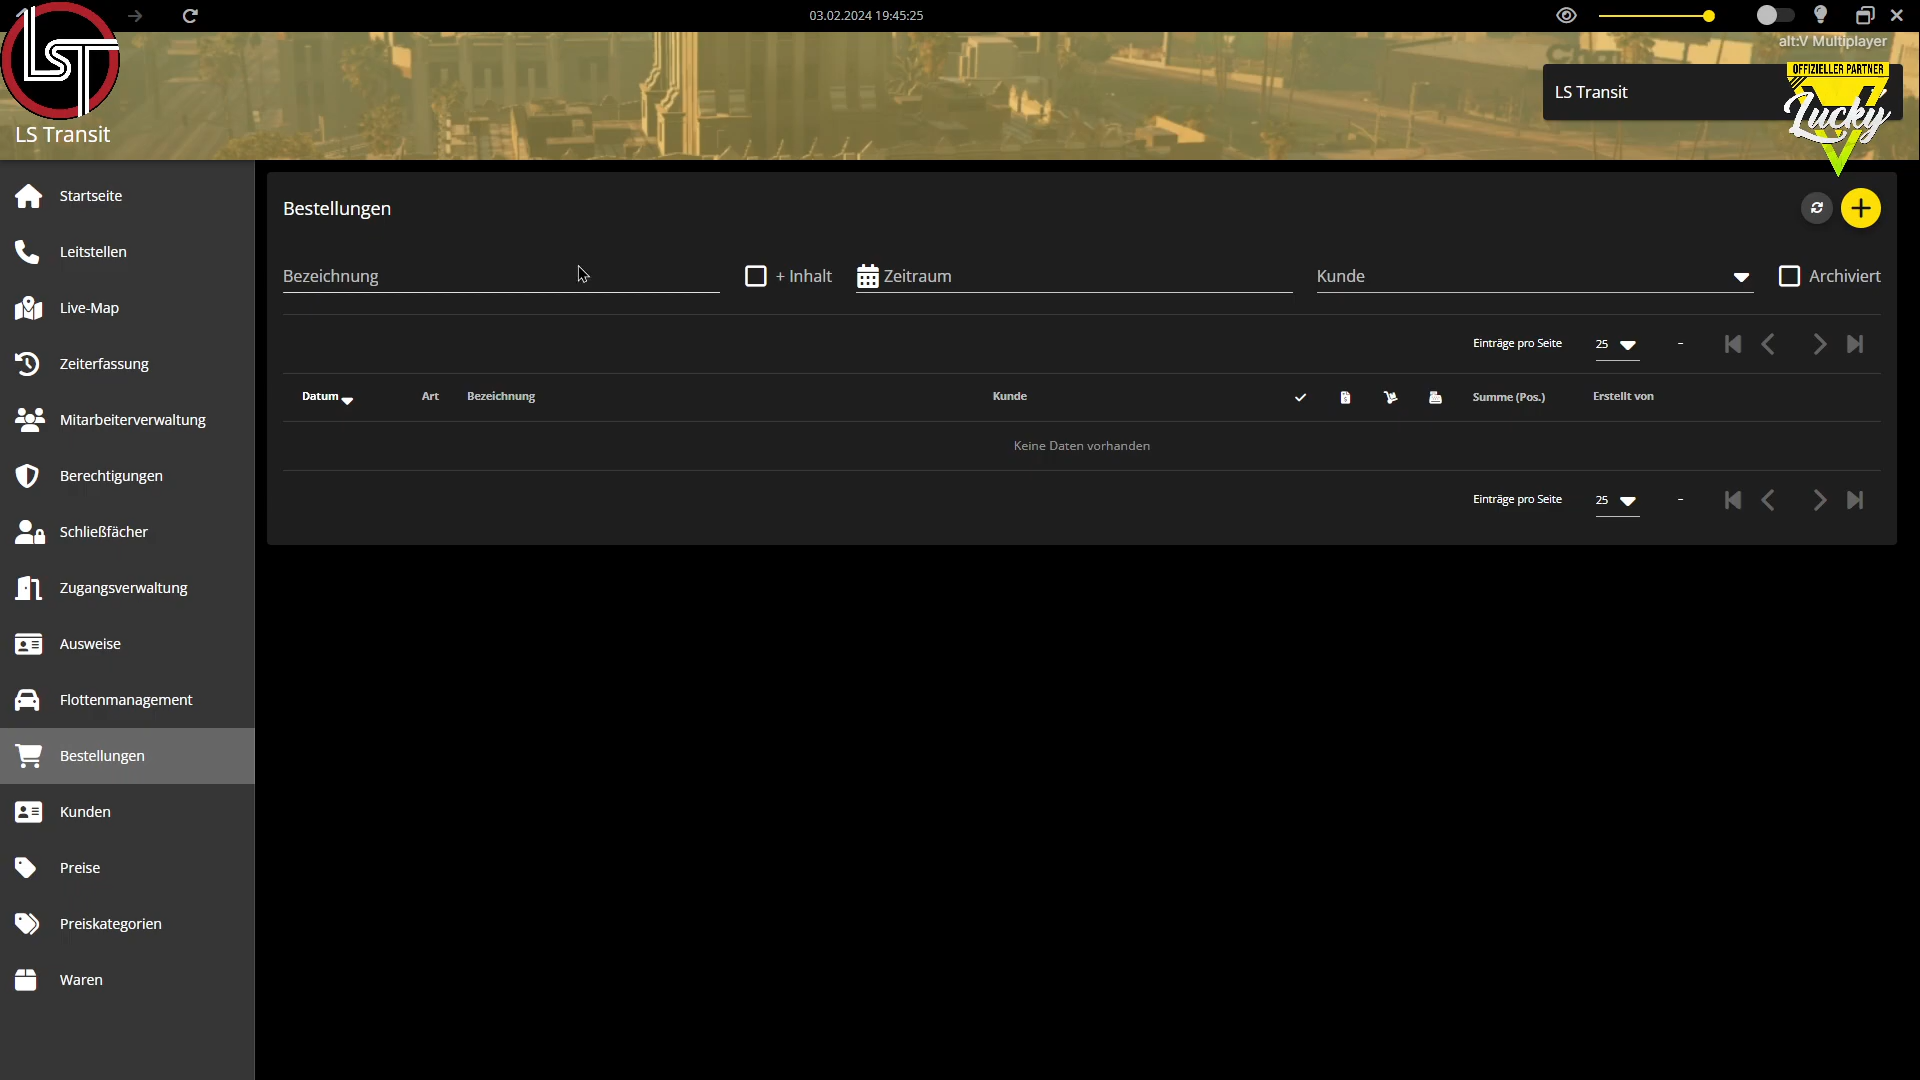 03.02.2024 19:45:25
alt:V Multiplayer
LST
LS Transit
LS Transit
OFFIZIELLER PARTNER
Lucky V
Startseite
Leitstellen
Live-Map
Zeiterfassung
Mitarbeiterverwaltung
Berechtigungen
Schließfächer
Zugangsverwaltung
Ausweise
Flottenmanagement
Bestellungen
Kunden
Preise
Preiskategorien
Waren
Bestellungen
Bezeichnung + Inhalt Zeitraum Kunde Archiviert
Einträge pro Seite 25 –
Datum Art Bezeichnung Kunde Summe (Pos.) Erstellt von
Keine Daten vorhanden
Einträge pro Seite 25 –